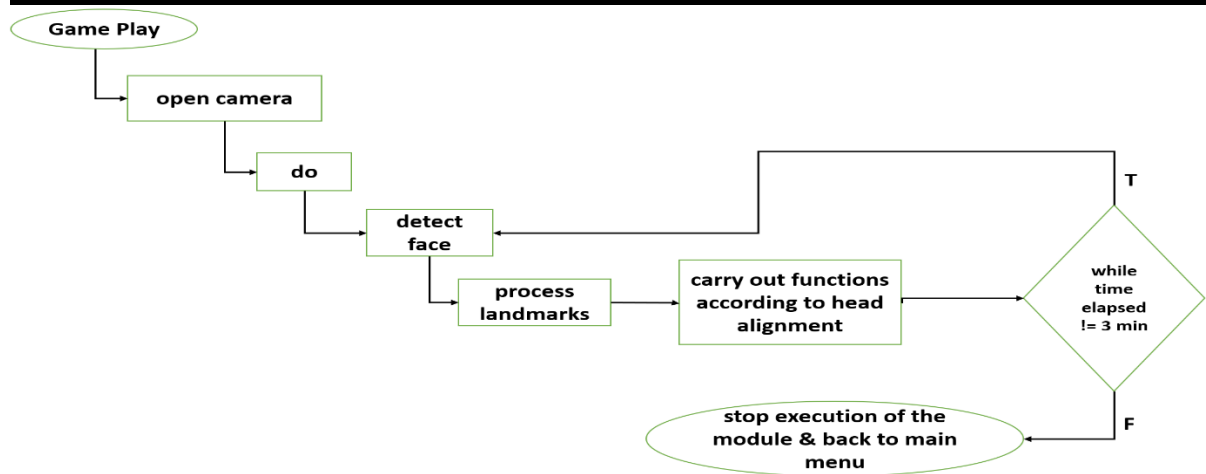 Game Play
open camera
do
detect
face
process
landmarks
carry out functions
according to head
alignment
T
while
time
elapsed
!= 3 min
F
stop execution of the
module & back to main
menu